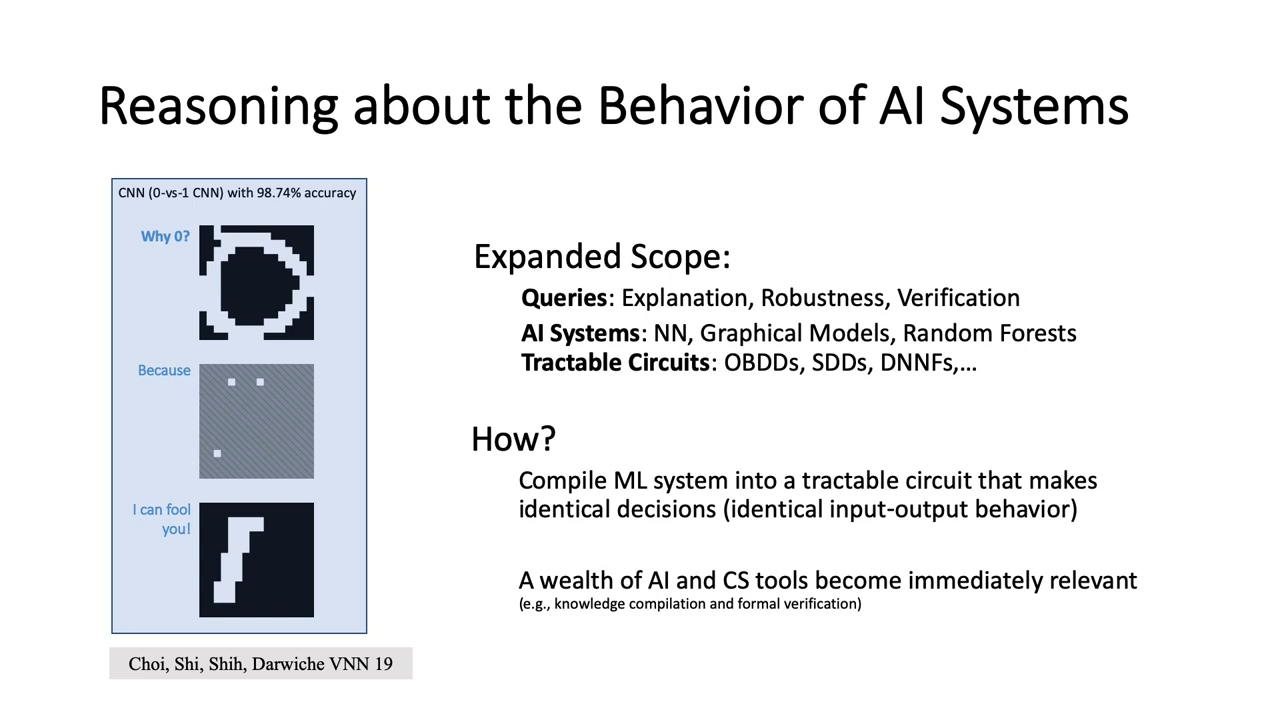 Reasoning about the Behavior of AI Systems
CNN (0-vs-1 CNN) with 98.74% accuracy
Why 0?
Because
I can fool
you!
Choi, Shi, Shih, Darwiche VNN 19
Expanded Scope:
Queries: Explanation, Robustness, Verification
AI Systems: NN, Graphical Models, Random Forests
Tractable Circuits: OBDDs, SDDs, DNNFs,...
How?
Compile ML system into a tractable circuit that makes
identical decisions (identical input-output behavior)
A wealth of AI and CS tools become immediately relevant
(e.g., knowledge compilation and formal verification)